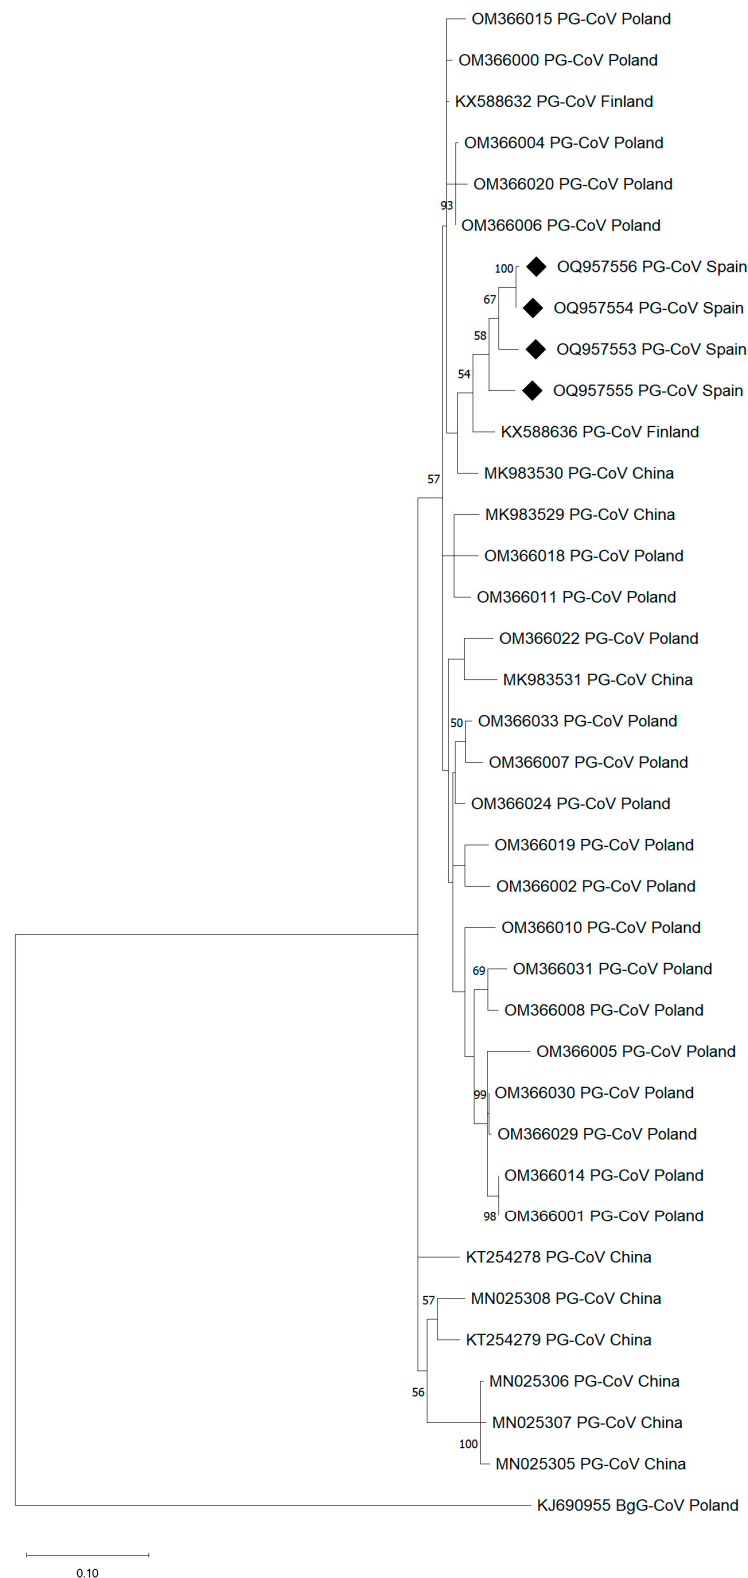 OM366015 PG-CoV Poland
OM366000 PG-CoV Poland
KX588632 PG-CoV Finland
OM366004 PG-CoV Poland
OM366020 PG-CoV Poland
93
OM366006 PG-CoV Poland
100
OQ957556 PG-CoV Spain
67
OQ957554 PG-CoV Spain
58
OQ957553 PG-CoV Spain
54
OQ957555 PG-CoV Spain
KX588636 PG-CoV Finland
MK983530 PG-CoV China
57
MK983529 PG-CoV China
OM366018 PG-CoV Poland
OM366011 PG-CoV Poland
OM366022 PG-CoV Poland
MK983531 PG-CoV China
50
OM366033 PG-CoV Poland
OM366007 PG-CoV Poland
OM366024 PG-CoV Poland
OM366019 PG-CoV Poland
OM366002 PG-CoV Poland
OM366010 PG-CoV Poland
69
OM366031 PG-CoV Poland
OM366008 PG-CoV Poland
OM366005 PG-CoV Poland
99
OM366030 PG-CoV Poland
OM366029 PG-CoV Poland
OM366014 PG-CoV Poland
98
OM366001 PG-CoV Poland
KT254278 PG-CoV China
57
MN025308 PG-CoV China
KT254279 PG-CoV China
56
MN025306 PG-CoV China
MN025307 PG-CoV China
100
MN025305 PG-CoV China
KJ690955 BgG-CoV Poland
0.10